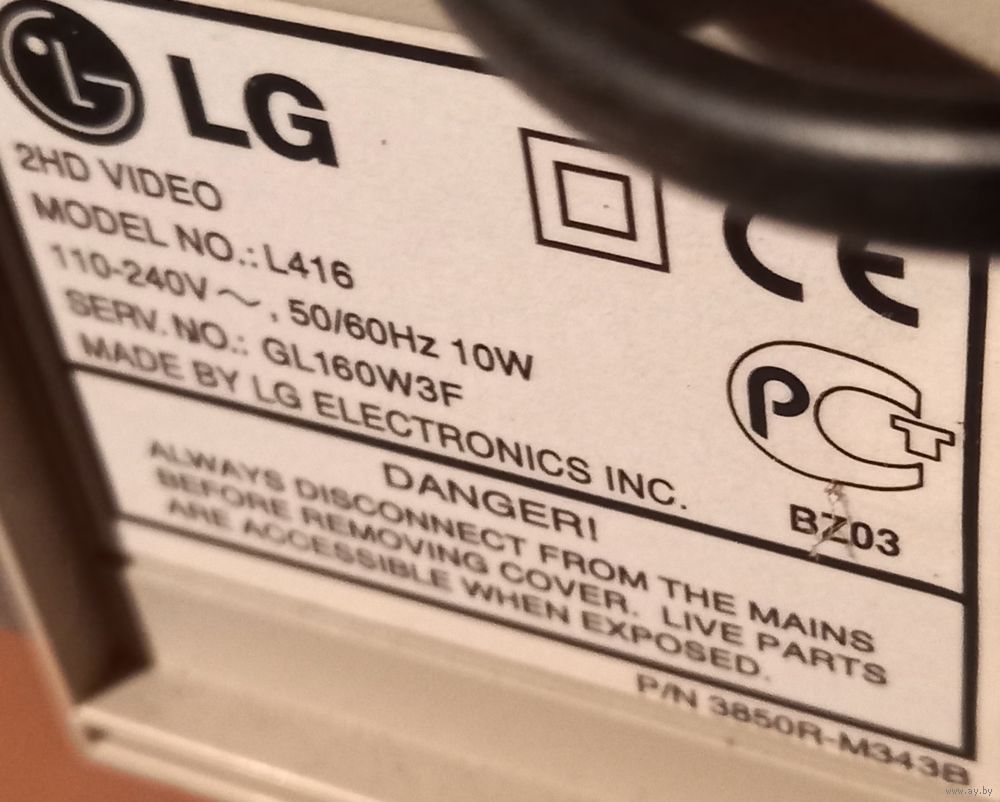 LG
2HD VIDEO
MODEL NO.: L416
110-240V ~ , 50/60Hz 10W
SERV. NO.: GL160W3F
MADE BY LG ELECTRONICS INC.
CE
PCT
BZ03
DANGER!
ALWAYS DISCONNECT FROM THE MAINS
BEFORE REMOVING COVER. LIVE PARTS
ARE ACCESSIBLE WHEN EXPOSED.
P/N 3850R-M343B
www.ay.by